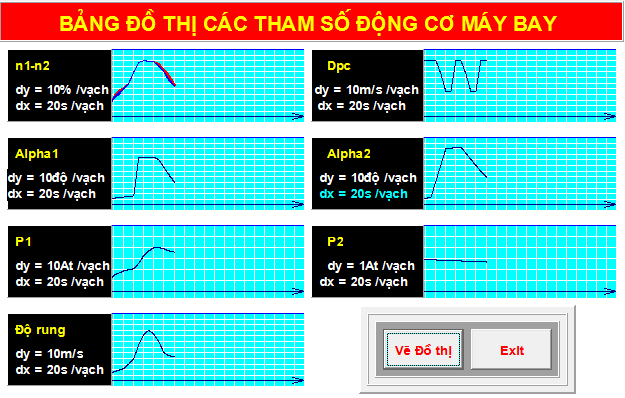 BẢNG ĐỒ THỊ CÁC THAM SỐ ĐỘNG CƠ MÁY BAY
n1-n2
dy = 10% /vạch
dx = 20s /vạch
Dpc
dy = 10m/s /vạch
dx = 20s /vạch
Alpha1
dy = 10độ /vạch
dx = 20s /vạch
Alpha2
dy = 10độ /vạch
dx = 20s /vạch
P1
dy = 10At /vạch
dx = 20s /vạch
P2
dy = 1At /vạch
dx = 20s /vạch
Độ rung
dy = 10m/s
dx = 20s /vạch
Vẽ Đồ thị
Exit